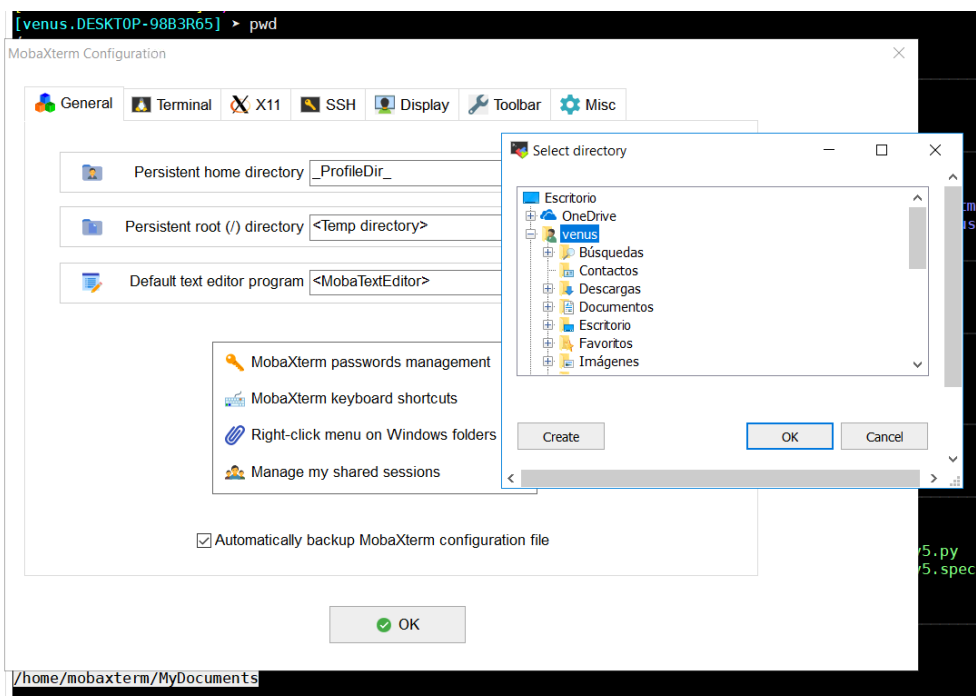 [venus.DESKTOP-98B3R65] ➤ pwd
MobaXterm Configuration
General Terminal X11 SSH Display Toolbar Misc
Persistent home directory _ProfileDir_
Persistent root (/) directory <Temp directory>
Default text editor program <MobaTextEditor>
MobaXterm passwords management
MobaXterm keyboard shortcuts
Right-click menu on Windows folders
Manage my shared sessions
Automatically backup MobaXterm configuration file
OK
Select directory
Escritorio
OneDrive
venus
Búsquedas
Contactos
Descargas
Documentos
Escritorio
Favoritos
Imágenes
Create OK Cancel
5.py
5.spec
/home/mobaxterm/MyDocuments